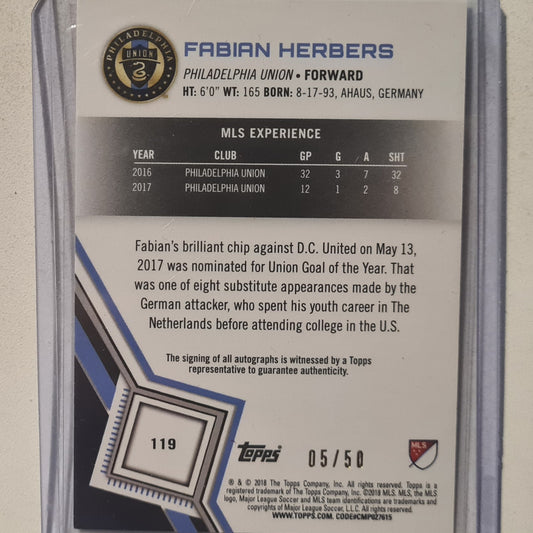 PHILADELPHIA
UNION
FABIAN HERBERS
PHILADELPHIA UNION • FORWARD
HT: 6'0" WT: 165 BORN: 8-17-93, AHAUS, GERMANY
MLS EXPERIENCE
YEAR CLUB GP G A SHT
2016 PHILADELPHIA UNION 32 3 7 32
2017 PHILADELPHIA UNION 12 1 2 8
Fabian's brilliant chip against D.C. United on May 13,
2017 was nominated for Union Goal of the Year. That
was one of eight substitute appearances made by the
German attacker, who spent his youth career in The
Netherlands before attending college in the U.S.
The signing of all autographs is witnessed by a Topps
representative to guarantee authenticity.
119
Topps
05/50
MLS
® & © 2018 The Topps Company, Inc. All rights reserved. Topps is a
registered trademark of The Topps Company, Inc. ©2018 MLS. MLS, the MLS
logo, Major League Soccer and MLS team identifications are trademarks and
copyrights of Major League Soccer, L.L.C. All rights reserved.
WWW.TOPPS.COM. CODE#CMP027615